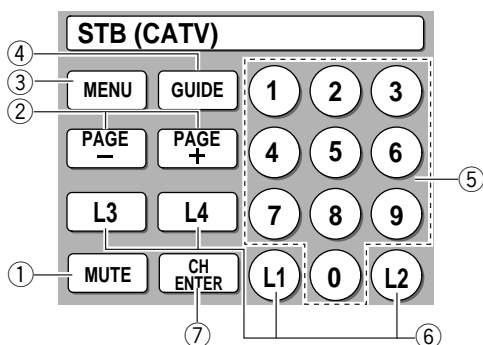 STB (CATV)
④
③ MENU GUIDE 1 2 3
② PAGE − PAGE +
4 5 6
⑤
L3 L4 7 8 9
① MUTE CH ENTER L1 0 L2
⑦ ⑥